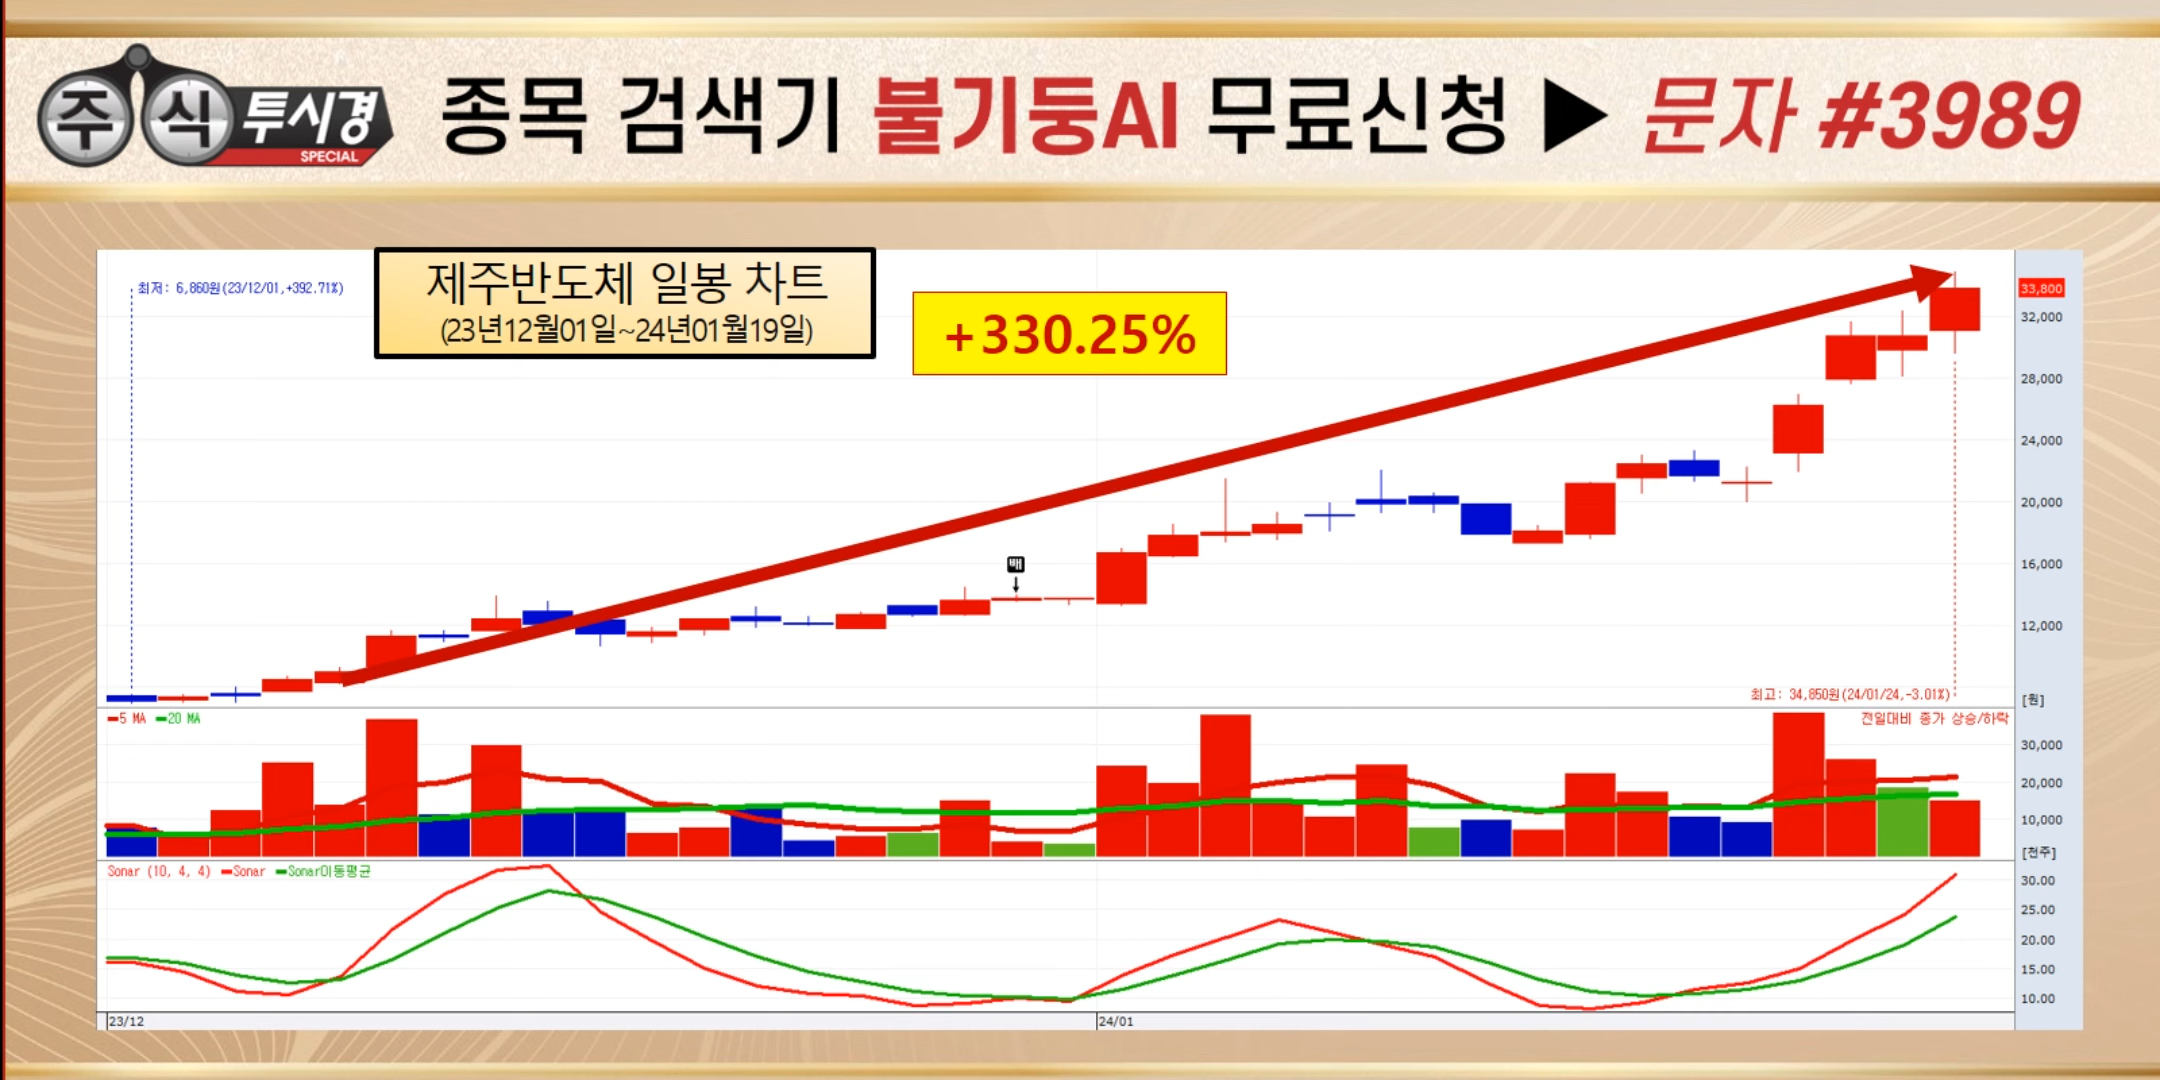 주식투시경
SPECIAL
종목 검색기 불기둥AI 무료신청 ▶ 문자 #3989
제주반도체 일봉 차트
(23년12월01일~24년01월19일)
+330.25%
최저: 6,860원(23/12/01,+392.71%)
33,800
32,000
28,000
24,000
20,000
16,000
12,000
배
최고: 34,850원(24/01/24,-3.01%)
[원]
5 MA 20 MA
전일대비 종가 상승/하락
30,000
20,000
10,000
[천주]
Sonar (10, 4, 4) Sonar Sonar이동평균
30.00
25.00
20.00
15.00
10.00
23/12
24/01